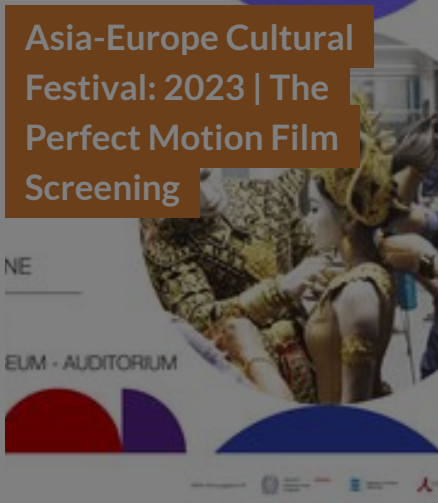 Asia-Europe Cultural
Festival: 2023 | The
Perfect Motion Film
Screening
NE
EUM - AUDITORIUM